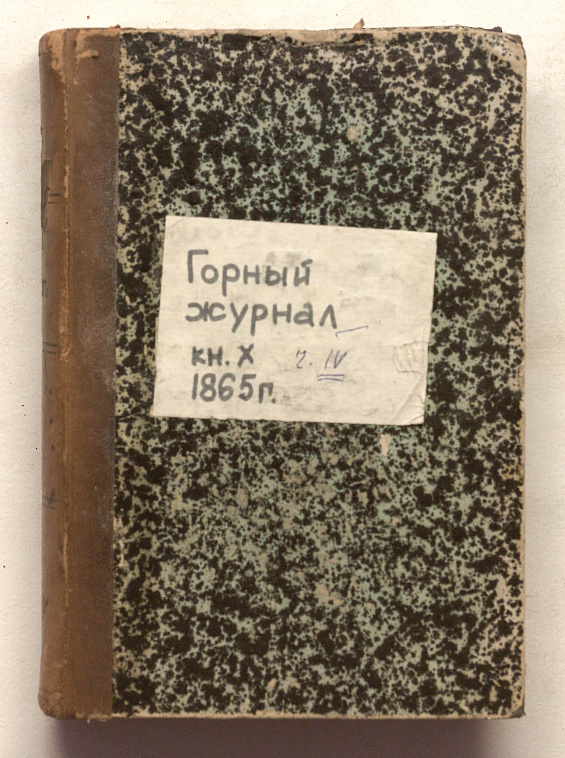 Горный
журнал
кн. X ч. IV
1865г.